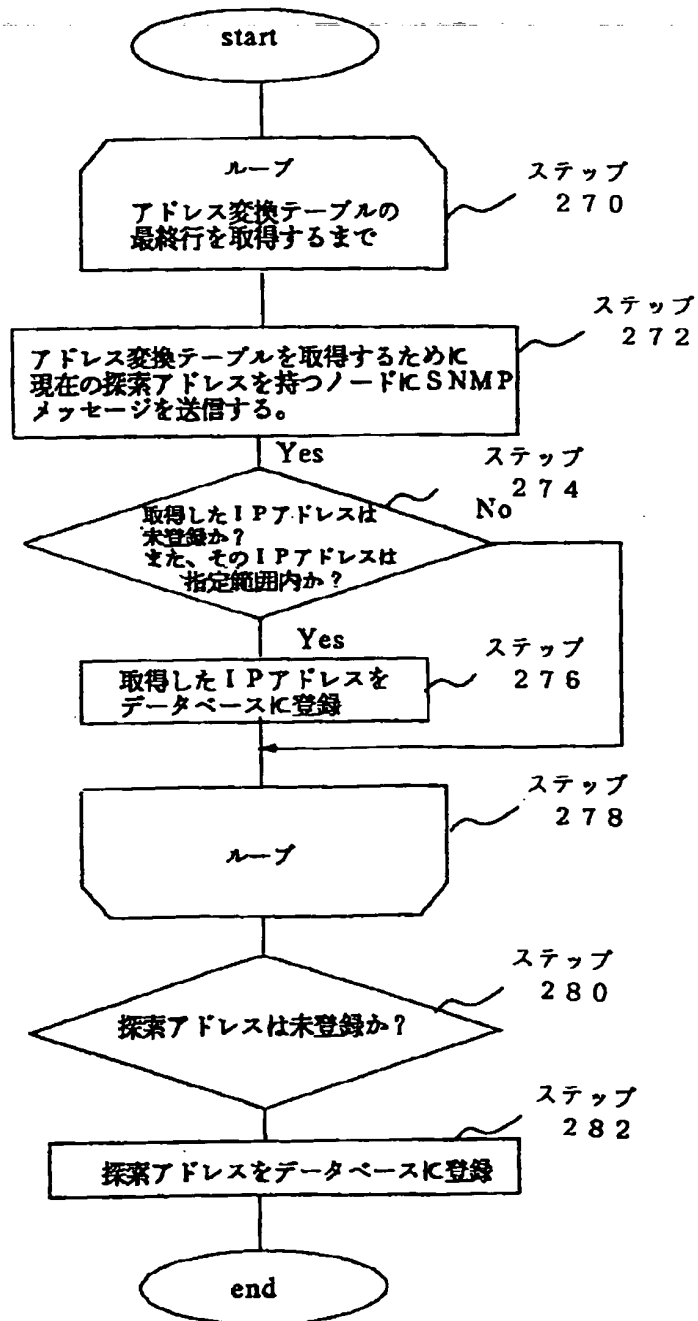 start
ループ
アドレス変換テーブルの
最終行を取得するまで
ステップ
270
ステップ
272
アドレス変換テーブルを取得するために
現在の探索アドレスを持つノードにSNMP
メッセージを送信する。
Yes
ステップ
274
No
取得したIPアドレスは
未登録か？
また、そのIPアドレスは
指定範囲内か？
Yes
ステップ
276
取得したIPアドレスを
データベースに登録
ステップ
278
ループ
ステップ
280
探索アドレスは未登録か？
ステップ
282
探索アドレスをデータベースに登録
end